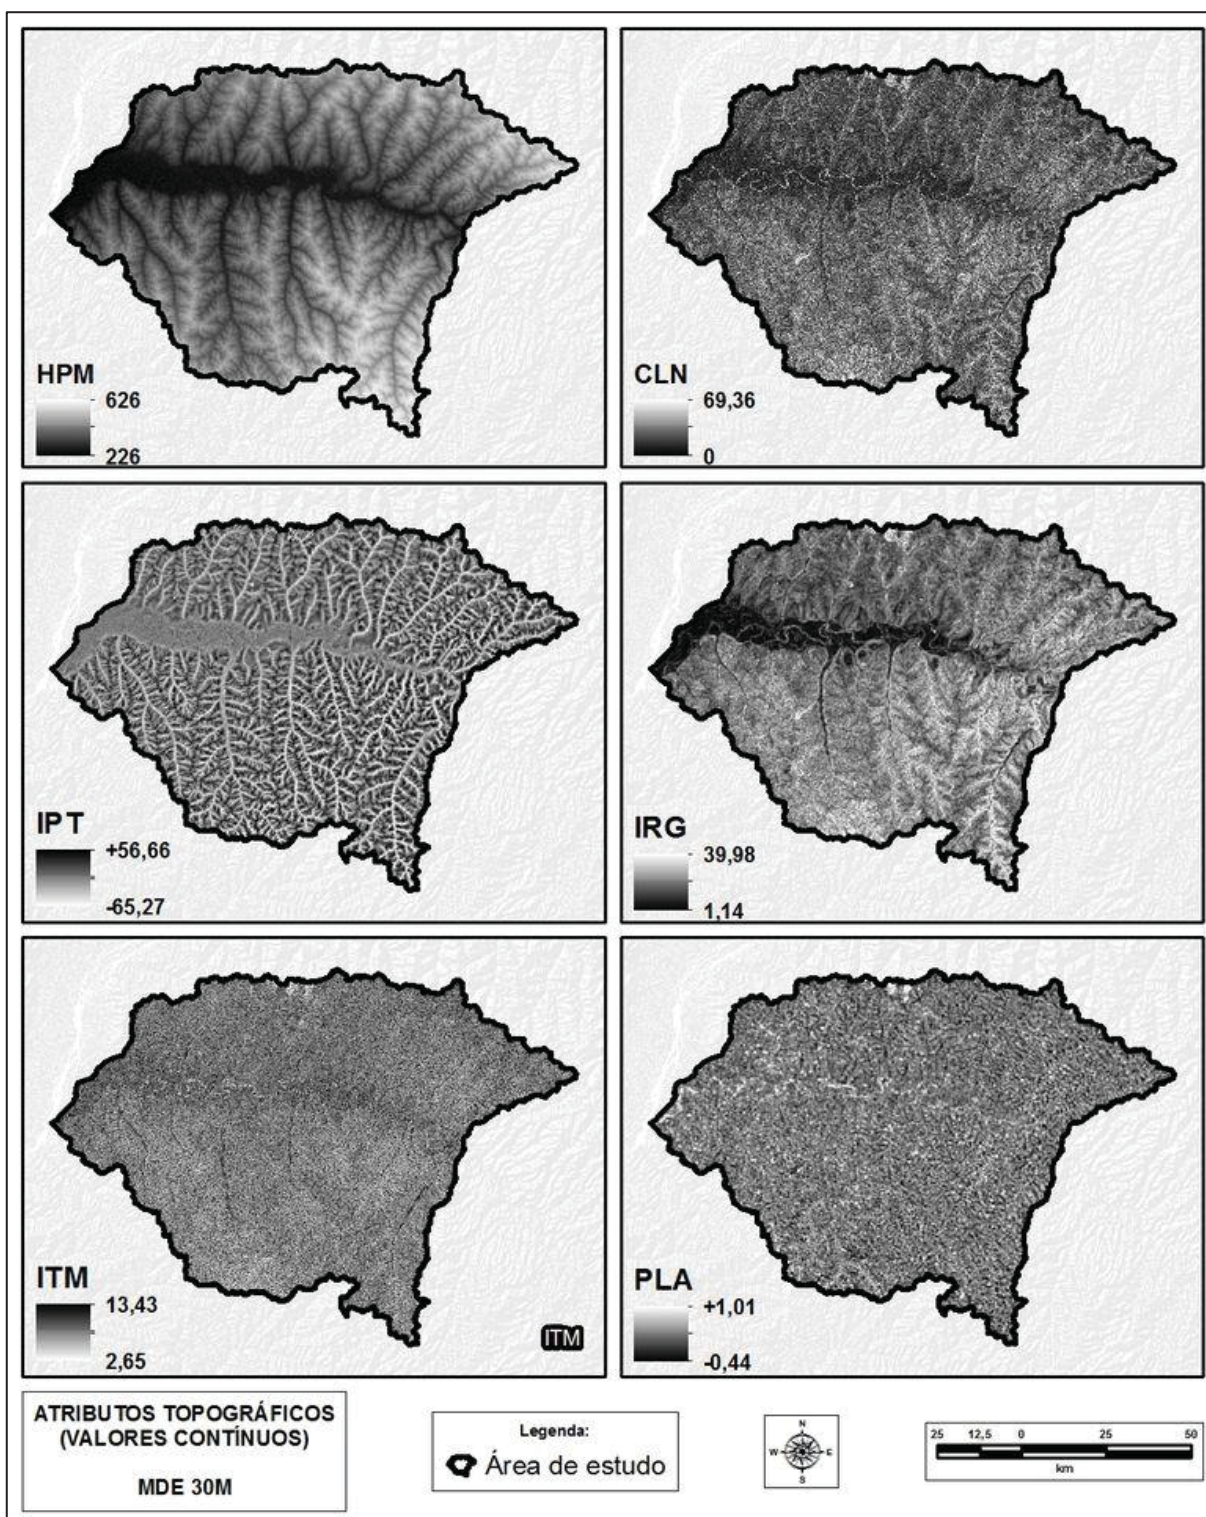 HPM
626
226
CLN
69,36
0
IPT
+56,66
-65,27
IRG
39,98
1,14
ITM
13,43
2,65
ITM
PLA
+1,01
-0,44
ATRIBUTOS TOPOGRÁFICOS
(VALORES CONTÍNUOS)
MDE 30M
Legenda:
Área de estudo
N
W E
S
25 12,5 0 25 50
km